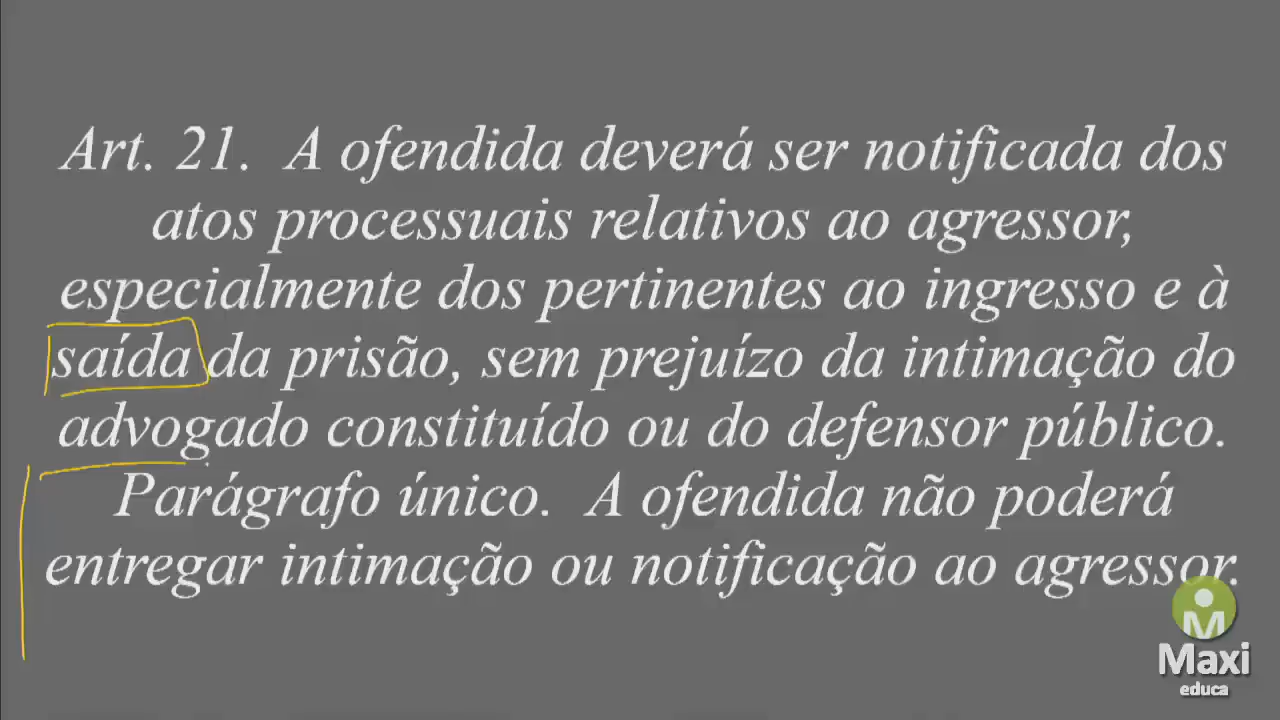 Art. 21.  A ofendida deverá ser notificada dos
atos processuais relativos ao agressor,
especialmente dos pertinentes ao ingresso e à
saída da prisão, sem prejuízo da intimação do
advogado constituído ou do defensor público.
Parágrafo único.  A ofendida não poderá
entregar intimação ou notificação ao agressor.
M
Maxi
educa